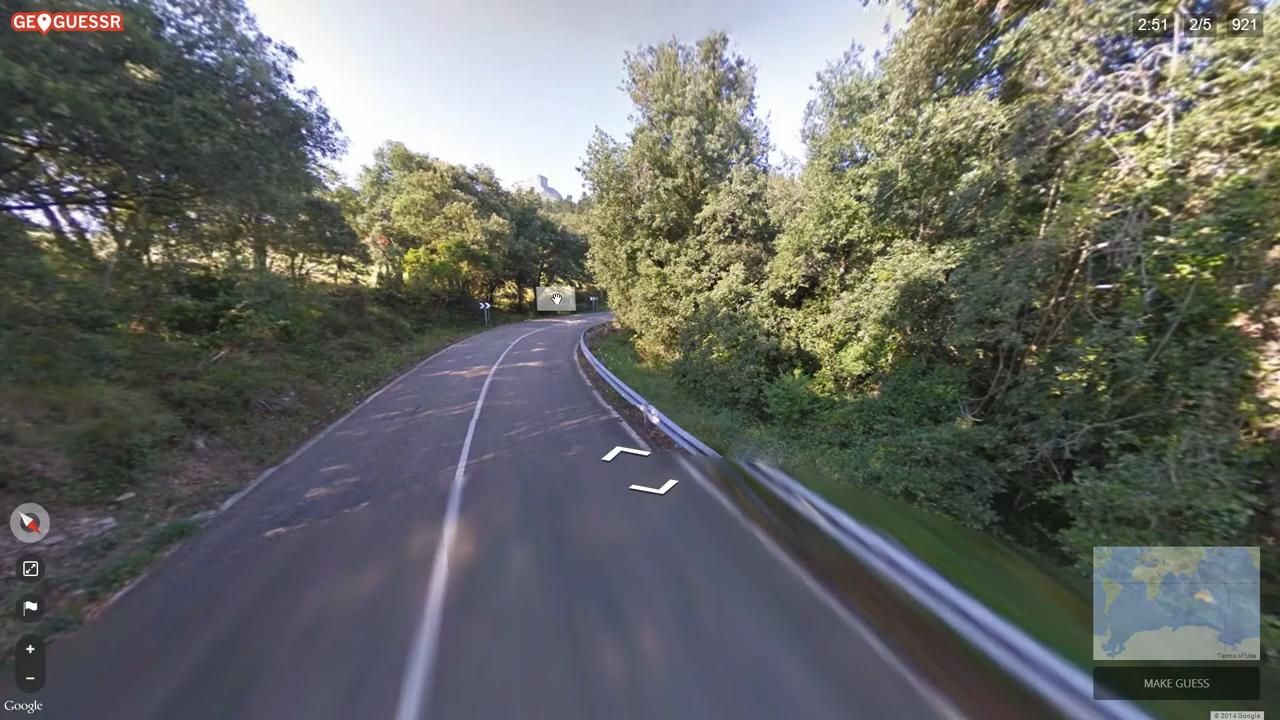 GEOGUESSR
2:51
2/5
921
+
−
Google
Terms of Use
MAKE GUESS
© 2014 Google